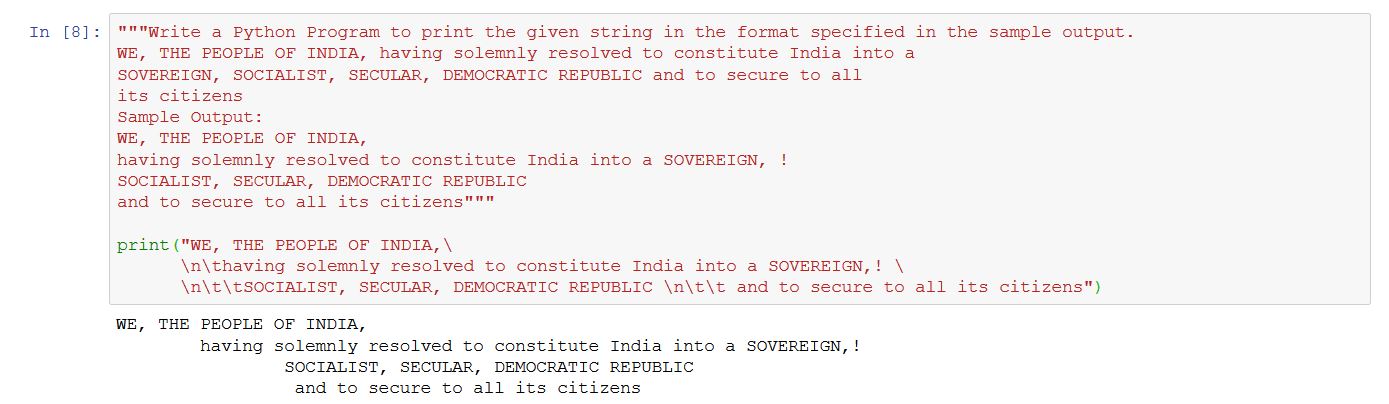 In [8]: """Write a Python Program to print the given string in the format specified in the sample output.
WE, THE PEOPLE OF INDIA, having solemnly resolved to constitute India into a
SOVEREIGN, SOCIALIST, SECULAR, DEMOCRATIC REPUBLIC and to secure to all
its citizens
Sample Output:
WE, THE PEOPLE OF INDIA,
having solemnly resolved to constitute India into a SOVEREIGN, !
SOCIALIST, SECULAR, DEMOCRATIC REPUBLIC
and to secure to all its citizens"""

print("WE, THE PEOPLE OF INDIA,\
      \n\thaving solemnly resolved to constitute India into a SOVEREIGN,! \
      \n\t\tSOCIALIST, SECULAR, DEMOCRATIC REPUBLIC \n\t\t and to secure to all its citizens")
WE, THE PEOPLE OF INDIA,
        having solemnly resolved to constitute India into a SOVEREIGN,!
                SOCIALIST, SECULAR, DEMOCRATIC REPUBLIC
                 and to secure to all its citizens